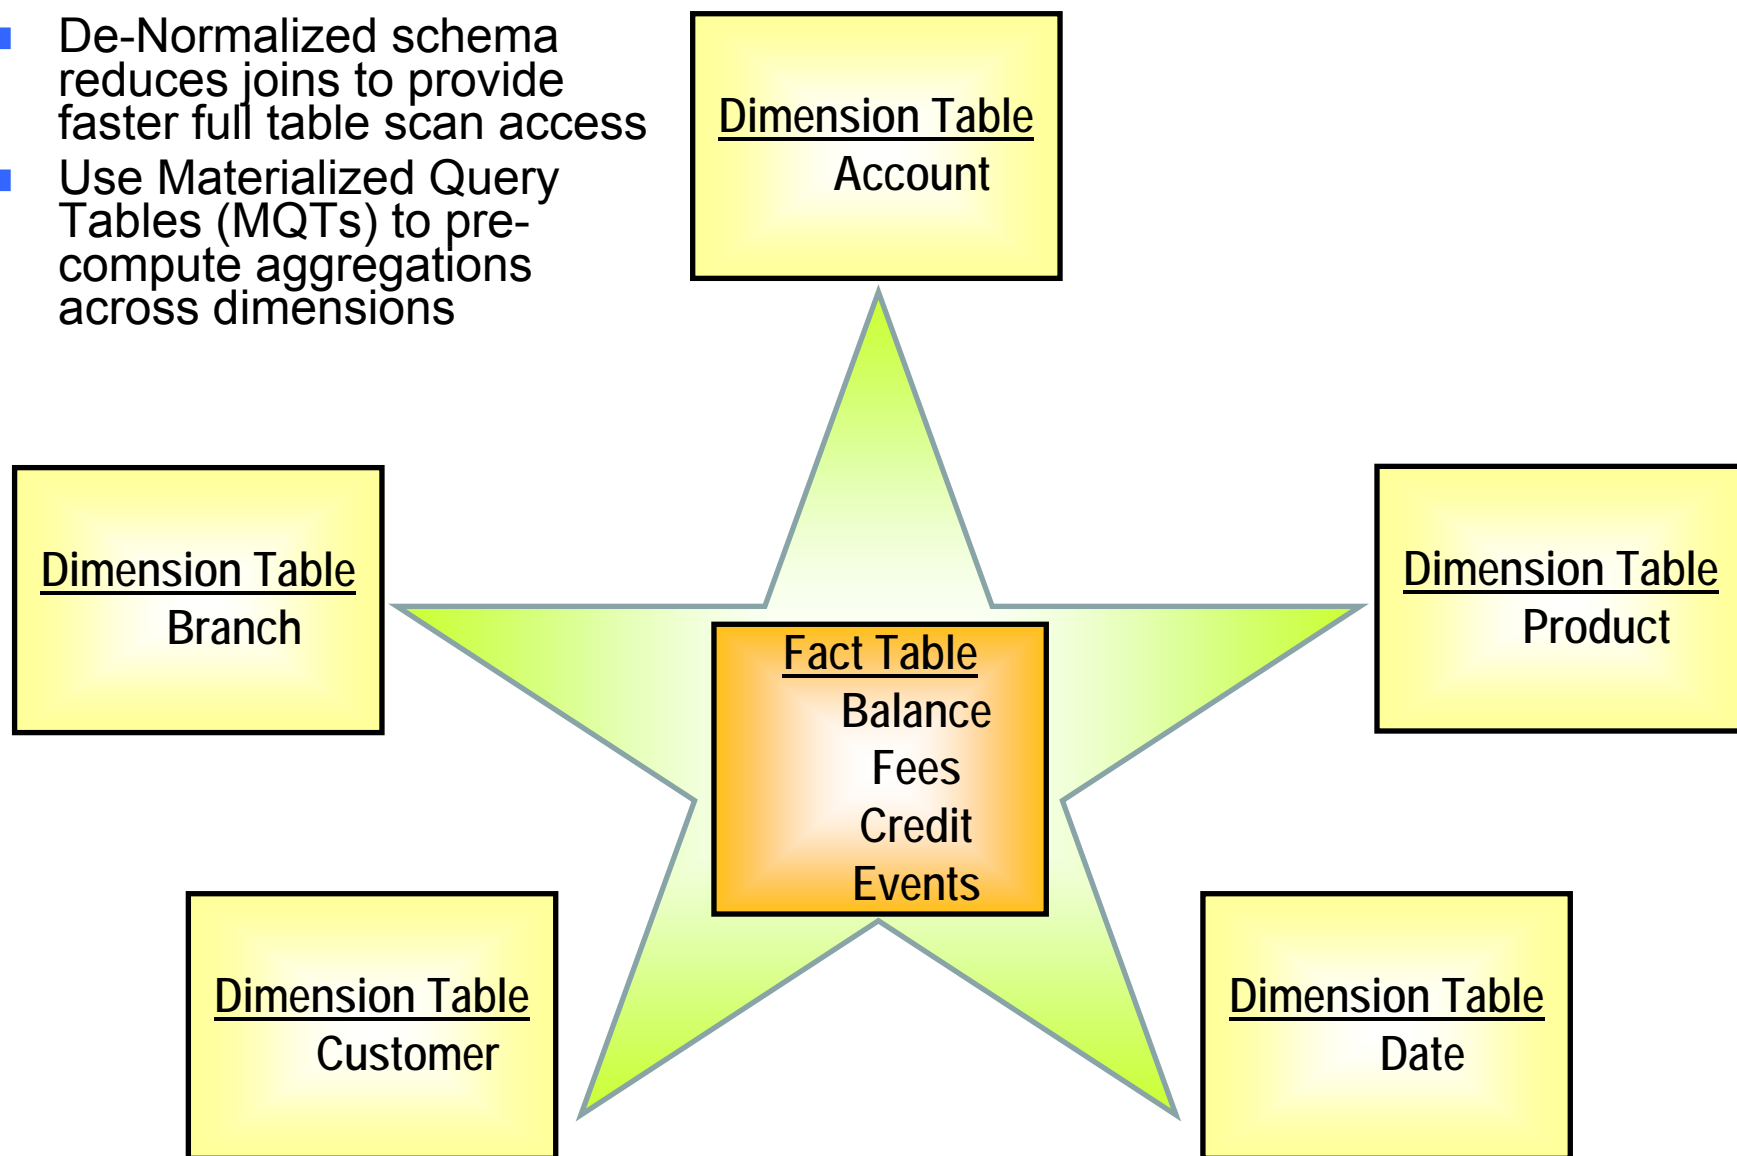 De-Normalized schema
reduces joins to provide
faster full table scan access
Use Materialized Query
Tables (MQTs) to pre-
compute aggregations
across dimensions
Dimension Table
Account
Dimension Table
Branch
Dimension Table
Product
Fact Table
Balance
Fees
Credit
Events
Dimension Table
Customer
Dimension Table
Date